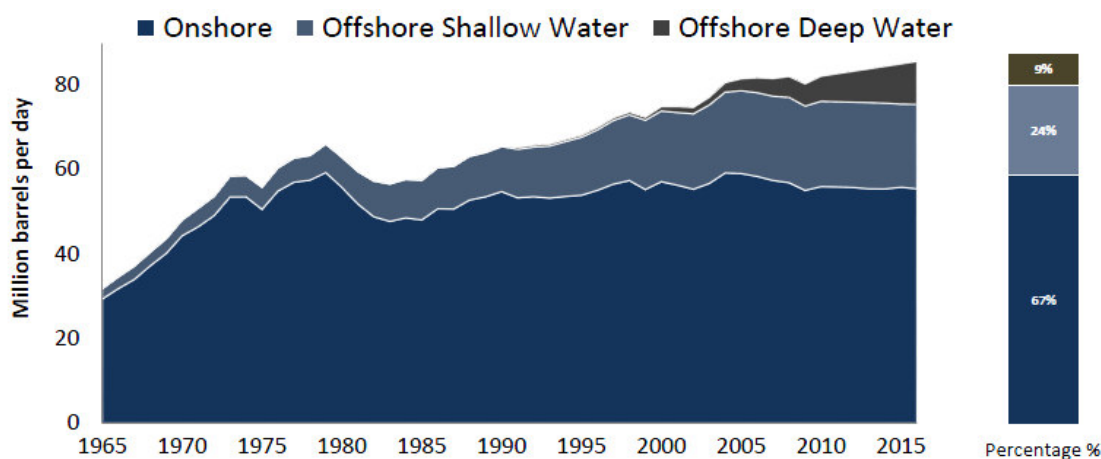 Onshore Offshore Shallow Water Offshore Deep Water
Million barrels per day
80
60
40
20
0
1965 1970 1975 1980 1985 1990 1995 2000 2005 2010 2015
9%
24%
67%
Percentage %